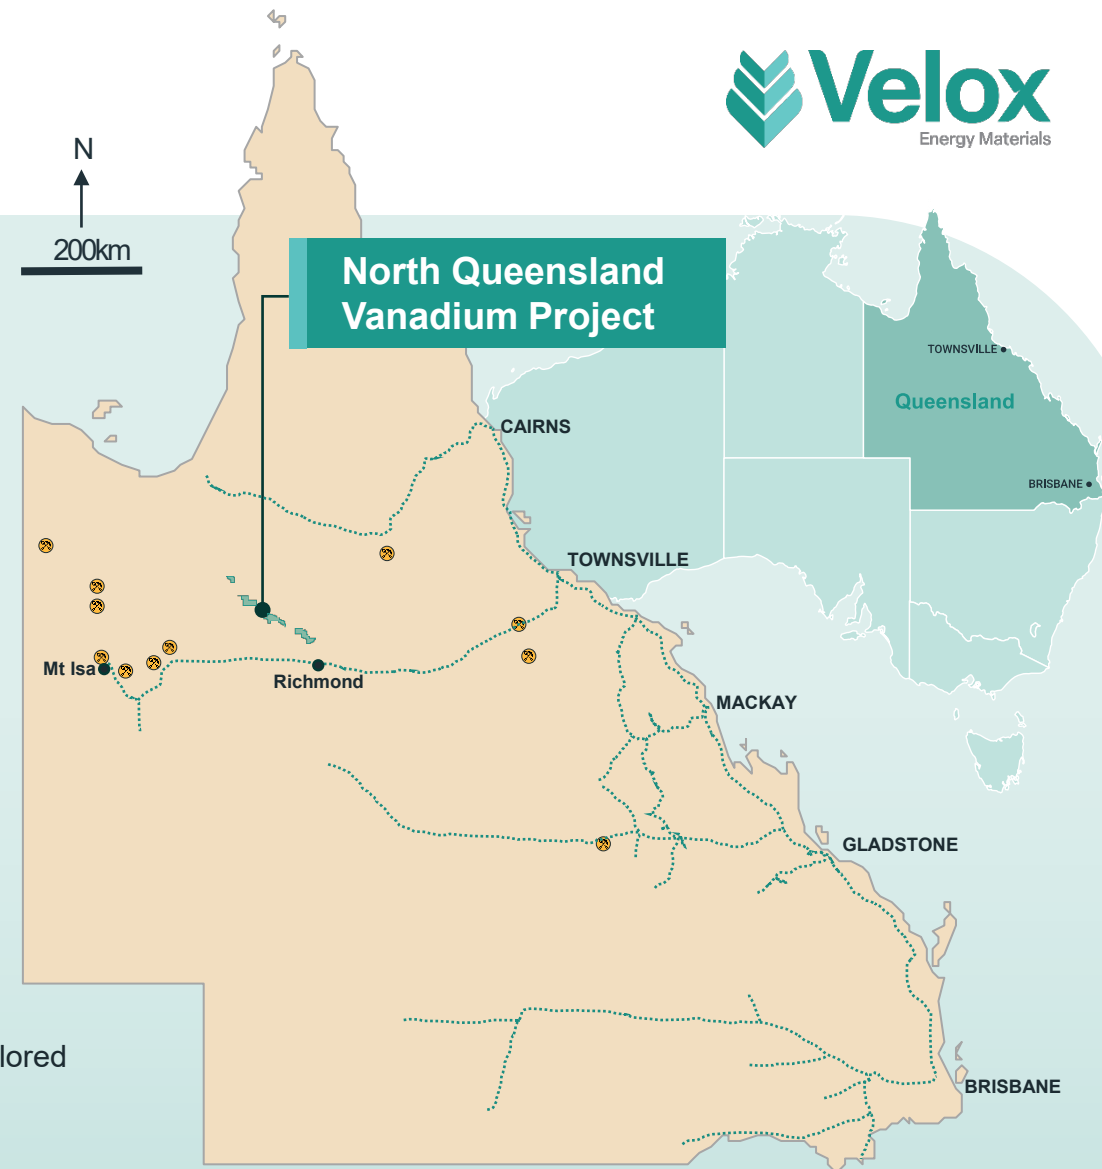 Velox
Energy Materials
N
200km
North Queensland
Vanadium Project
TOWNSVILLE
Queensland
BRISBANE
CAIRNS
TOWNSVILLE
Mt Isa
Richmond
MACKAY
GLADSTONE
lored
BRISBANE